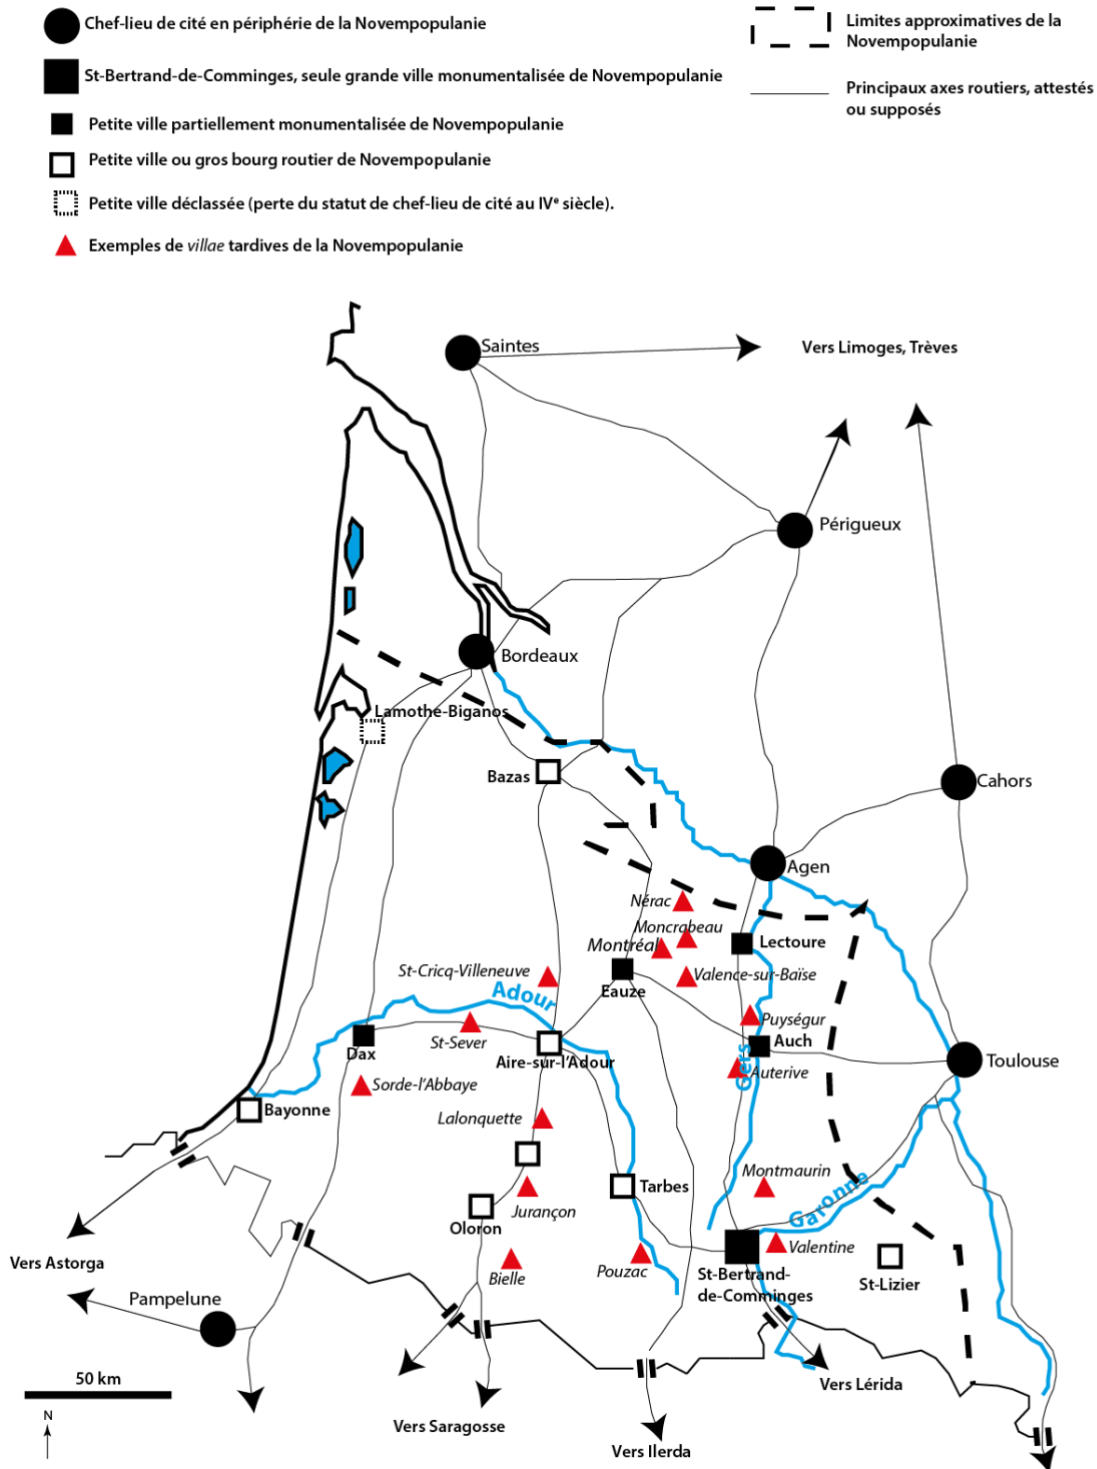 Chef-lieu de cité en périphérie de la Novempopulanie
St-Bertrand-de-Comminges, seule grande ville monumentalisée de Novempopulanie
Petite ville partiellement monumentalisée de Novempopulanie
Petite ville ou gros bourg routier de Novempopulanie
Petite ville déclassée (perte du statut de chef-lieu de cité au IVe siècle).
Exemples de villae tardives de la Novempopulanie
Limites approximatives de la
Novempopulanie
Principaux axes routiers, attestés
ou supposés
Saintes
Vers Limoges, Trèves
Périgueux
Bordeaux
Lamothe-Biganos
Bazas
Cahors
Agen
Nérac
Moncrabeau
Montréal
Lectoure
St-Cricq-Villeneuve
Valence-sur-Baïse
Eauze
Adour
Puységur
St-Sever
Dax
Auch
Aire-sur-l'Adour
Toulouse
Gers
Auterive
Sorde-l'Abbaye
Bayonne
Lalonquette
Montmaurin
Tarbes
Garonne
Jurançon
Oloron
Valentine
Vers Astorga
Bielle
Pouzac
St-Bertrand-
de-Comminges
St-Lizier
Pampelune
50 km
Vers Lérida
N
Vers Saragosse
Vers Ilerda